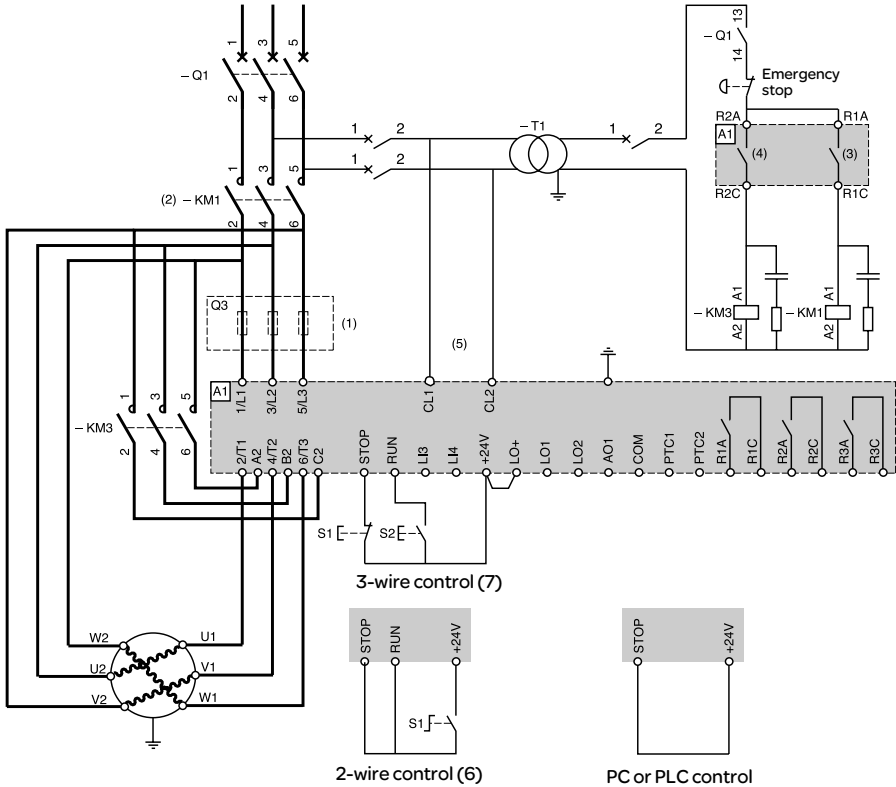 1 3 5
– Q1
2 4 6
1 2
1 2
– T1
1 2
13
– Q1
14
Emergency
stop
R2A R1A
A1
(4) (3)
R2C R1C
1 3 5
(2) – KM1
2 4 6
Q3
(1)
(5)
A1 A1
– KM3 – KM1
A2 A2
A1
1/L1 3/L2 5/L3 CL1 CL2
1 3 5
– KM3
2 4 6
2/T1 A2 4/T2 B2 6/T3 C2 STOP RUN LI3 LI4 +24V LO+ LO1 LO2 AO1 COM PTC1 PTC2 R1A R1C R2A R2C R3A R3C
S1 S2
3-wire control (7)
W2 U1
U2 V1
V2 W1
STOP RUN +24V
S1
2-wire control (6)
STOP +24V
PC or PLC control